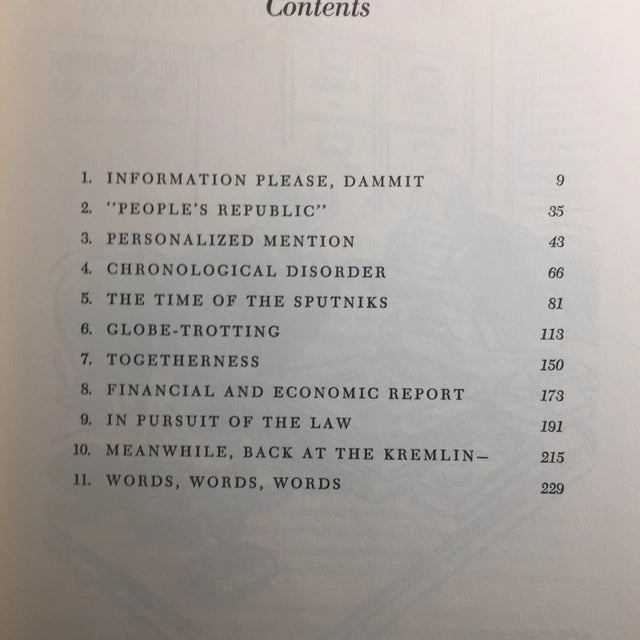 Contents
1. INFORMATION PLEASE, DAMMIT 9
2. "PEOPLE'S REPUBLIC" 35
3. PERSONALIZED MENTION 43
4. CHRONOLOGICAL DISORDER 66
5. THE TIME OF THE SPUTNIKS 81
6. GLOBE-TROTTING 113
7. TOGETHERNESS 150
8. FINANCIAL AND ECONOMIC REPORT 173
9. IN PURSUIT OF THE LAW 191
10. MEANWHILE, BACK AT THE KREMLIN— 215
11. WORDS, WORDS, WORDS 229